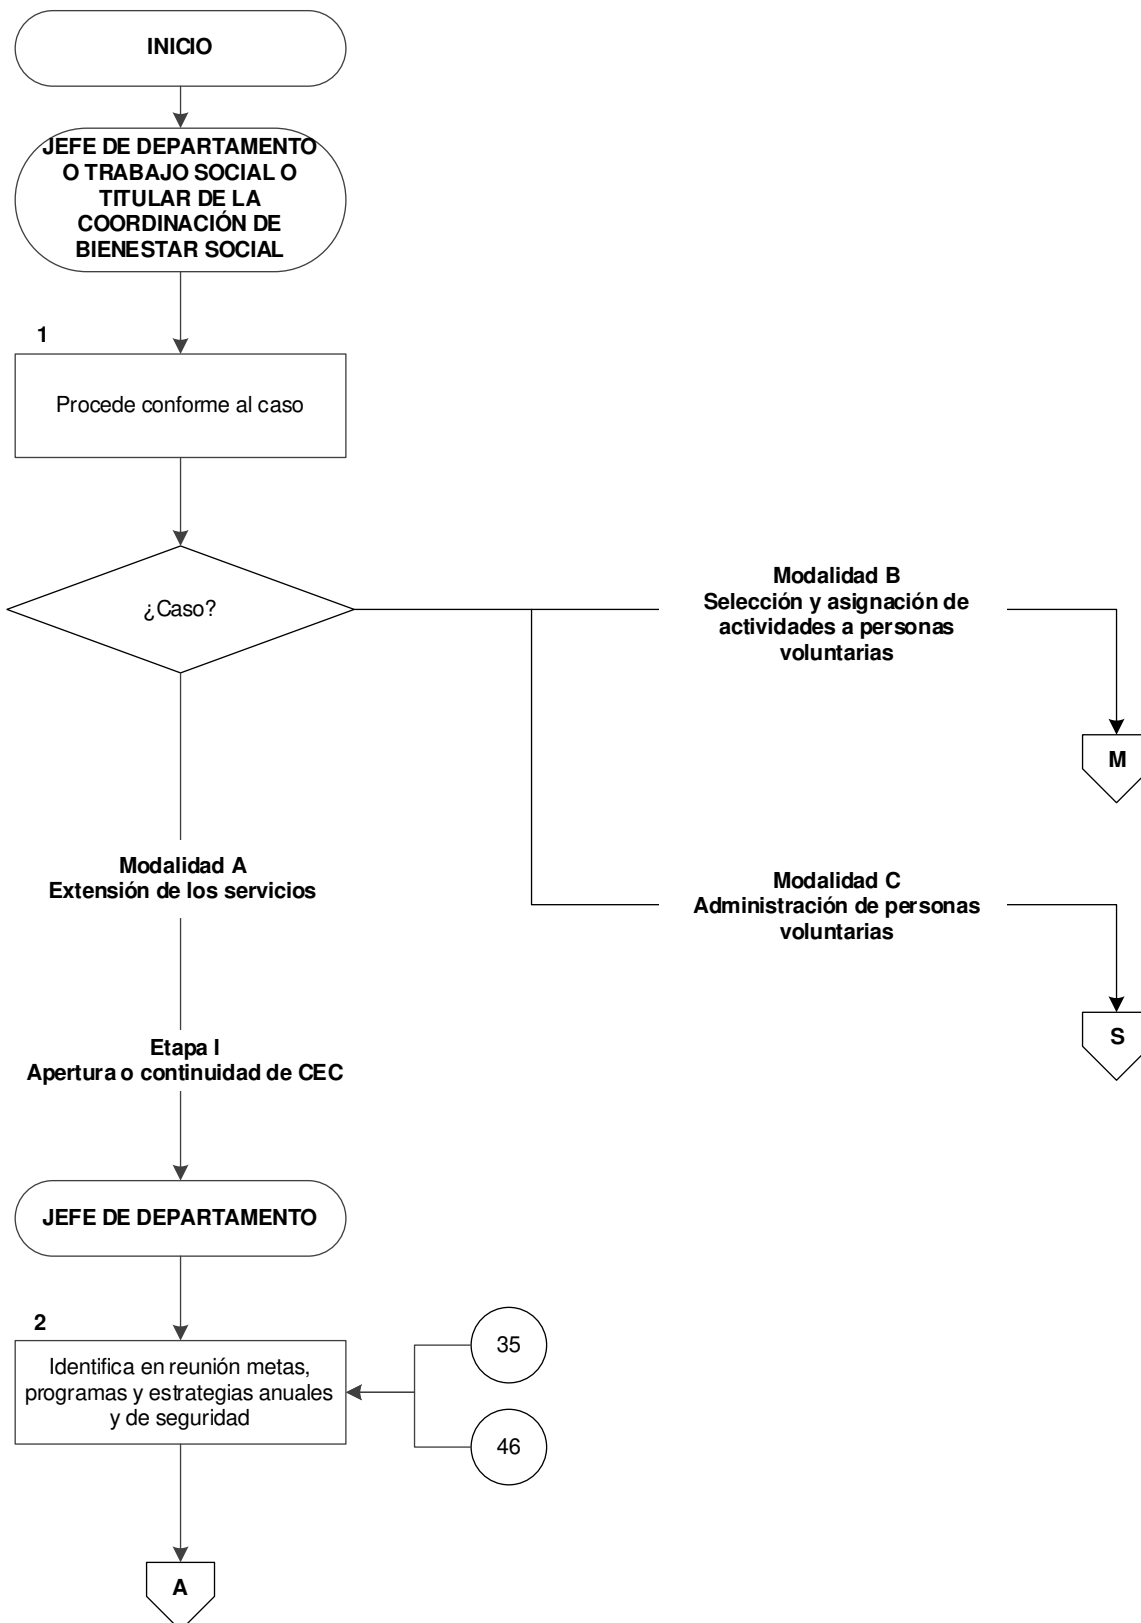 INICIO
JEFE DE DEPARTAMENTO
O TRABAJO SOCIAL O
TITULAR DE LA
COORDINACIÓN DE
BIENESTAR SOCIAL
1
Procede conforme al caso
¿Caso?
Modalidad B
Selección y asignación de
actividades a personas
voluntarias
M
Modalidad A
Extensión de los servicios
Modalidad C
Administración de personas
voluntarias
S
Etapa I
Apertura o continuidad de CEC
JEFE DE DEPARTAMENTO
2
Identifica en reunión metas,
programas y estrategias anuales
y de seguridad
35
46
A